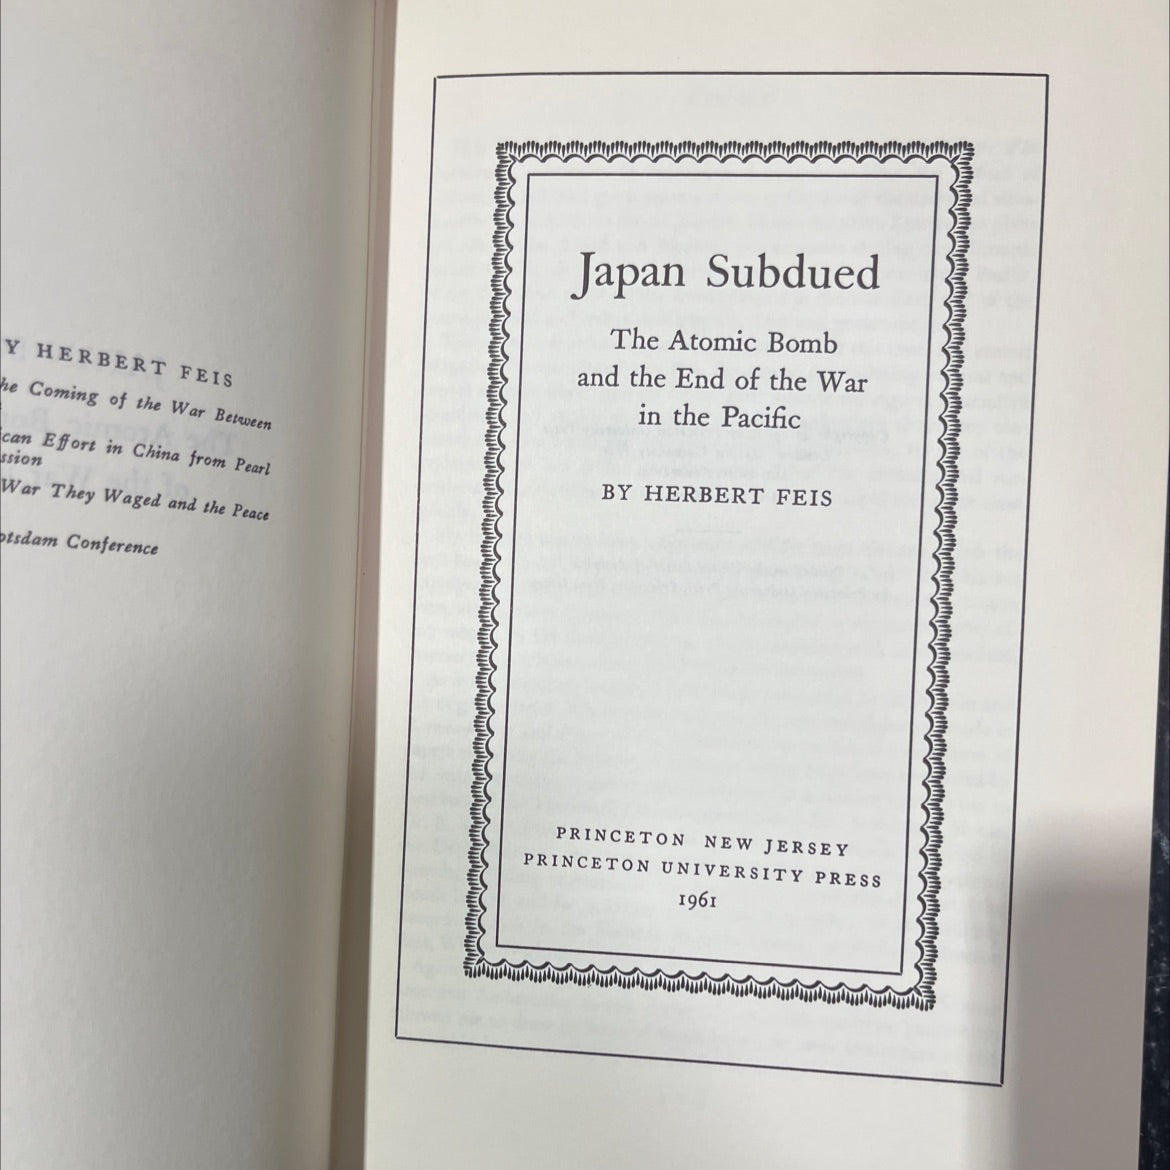 Y HERBERT FEIS
he Coming of the War Between
can Effort in China from Pearl
ssion
War They Waged and the Peace
otsdam Conference
Japan Subdued
The Atomic Bomb
and the End of the War
in the Pacific
BY HERBERT FEIS
PRINCETON NEW JERSEY
PRINCETON UNIVERSITY PRESS
1961